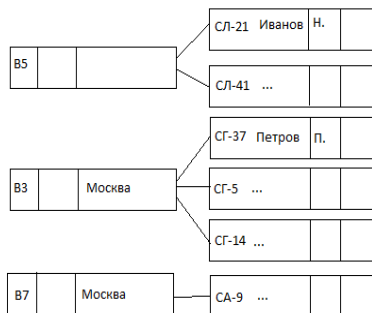 СЛ-21 Иванов Н.
В5
СЛ-41 ...
СГ-37 Петров П.
В3 Москва СГ-5 ...
СГ-14 ...
В7 Москва СА-9 ...